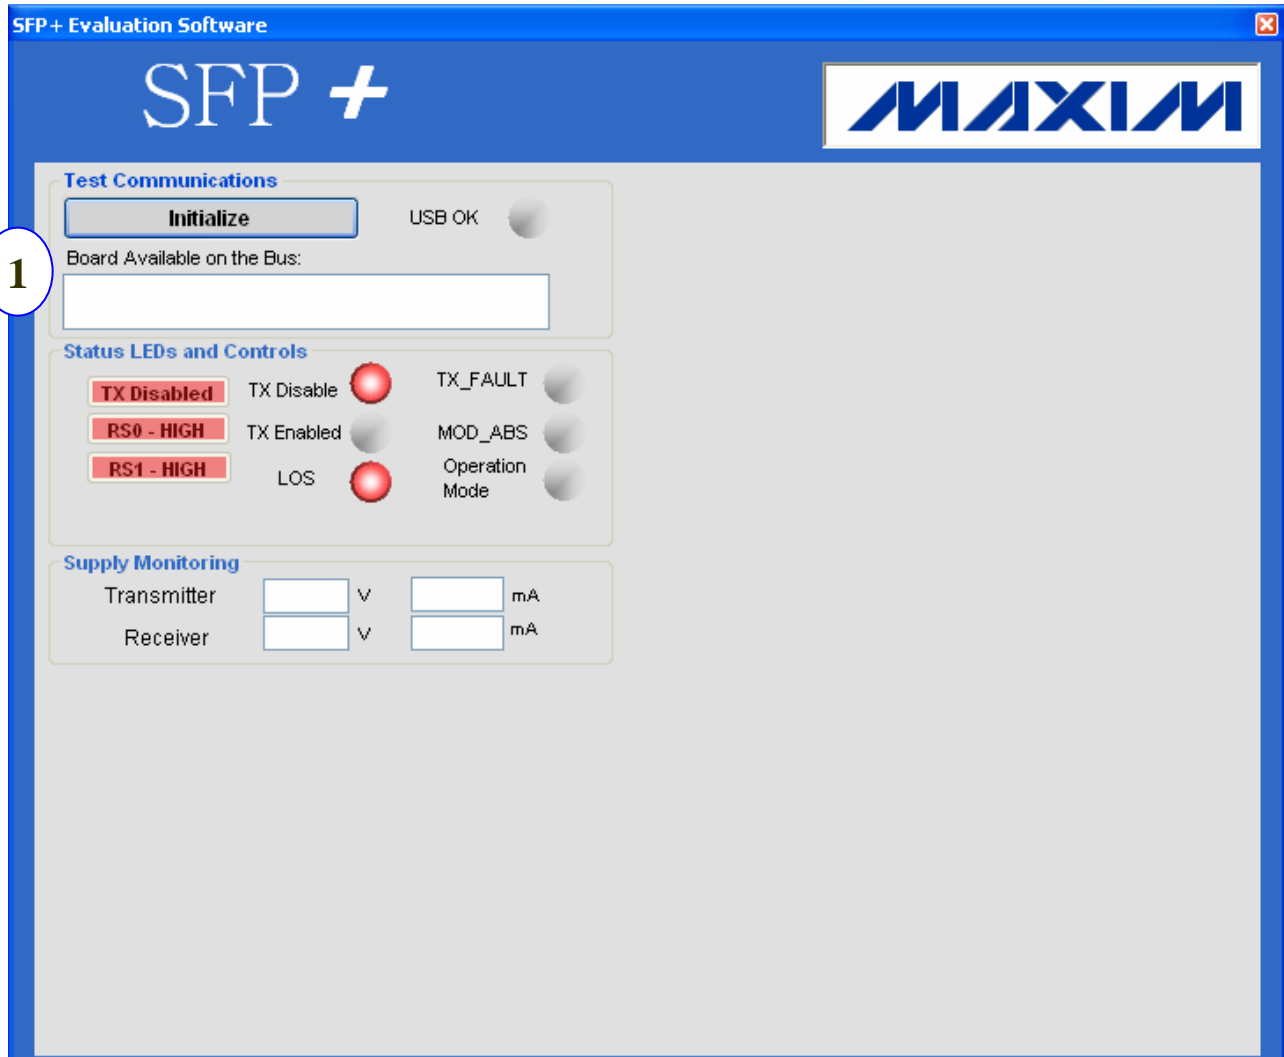 SFP+ Evaluation Software
SFP +
MAXIM
Test Communications
Initialize
USB OK
1
Board Available on the Bus:
Status LEDs and Controls
TX Disabled
TX Disable
TX_FAULT
RS0 - HIGH
TX Enabled
MOD_ABS
RS1 - HIGH
LOS
Operation
Mode
Supply Monitoring
Transmitter
V
mA
Receiver
V
mA